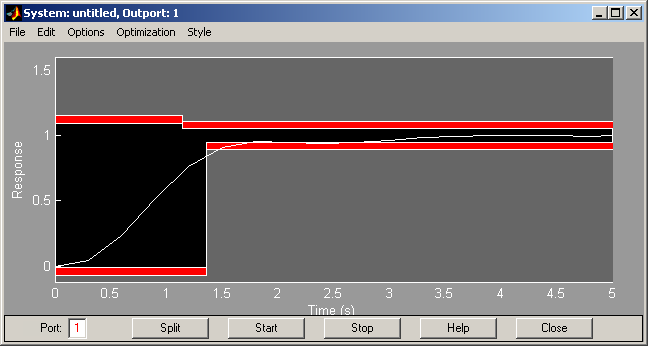 System: untitled, Outport: 1
File Edit Options Optimization Style
1.5
1
0.5
0
Response
0 0.5 1 1.5 2 2.5 3 3.5 4 4.5 5
Time (s)
Port: 1 Split Start Stop Help Close